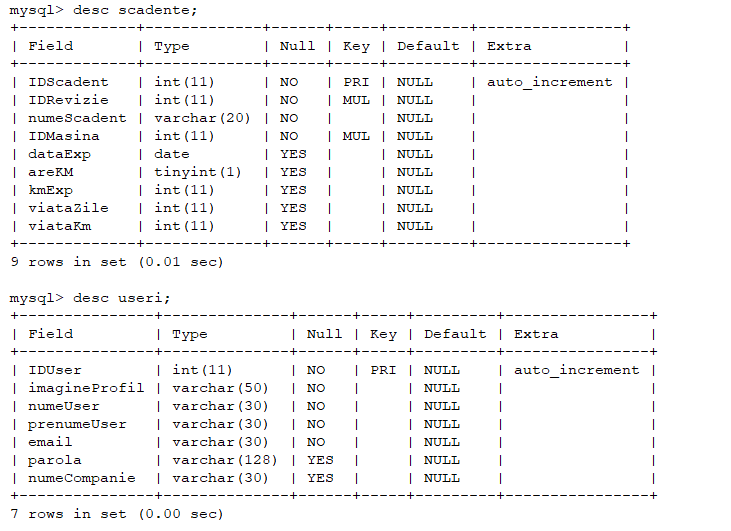 mysql> desc scadente;
+-------------+-------------+------+-----+---------+----------------+
| Field       | Type        | Null | Key | Default | Extra          |
+-------------+-------------+------+-----+---------+----------------+
| IDScadent   | int(11)     | NO   | PRI | NULL    | auto_increment |
| IDRevizie   | int(11)     | NO   | MUL | NULL    |                |
| numeScadent | varchar(20) | NO   |     | NULL    |                |
| IDMasina    | int(11)     | NO   | MUL | NULL    |                |
| dataExp     | date        | YES  |     | NULL    |                |
| areKM       | tinyint(1)  | YES  |     | NULL    |                |
| kmExp       | int(11)     | YES  |     | NULL    |                |
| viataZile   | int(11)     | YES  |     | NULL    |                |
| viataKm     | int(11)     | YES  |     | NULL    |                |
+-------------+-------------+------+-----+---------+----------------+
9 rows in set (0.01 sec)
mysql> desc useri;
+---------------+--------------+------+-----+---------+----------------+
| Field         | Type         | Null | Key | Default | Extra          |
+---------------+--------------+------+-----+---------+----------------+
| IDUser        | int(11)      | NO   | PRI | NULL    | auto_increment |
| imagineProfil | varchar(50)  | NO   |     | NULL    |                |
| numeUser      | varchar(30)  | NO   |     | NULL    |                |
| prenumeUser   | varchar(30)  | NO   |     | NULL    |                |
| email         | varchar(30)  | NO   |     | NULL    |                |
| parola        | varchar(128) | YES  |     | NULL    |                |
| numeCompanie  | varchar(30)  | YES  |     | NULL    |                |
+---------------+--------------+------+-----+---------+----------------+
7 rows in set (0.00 sec)